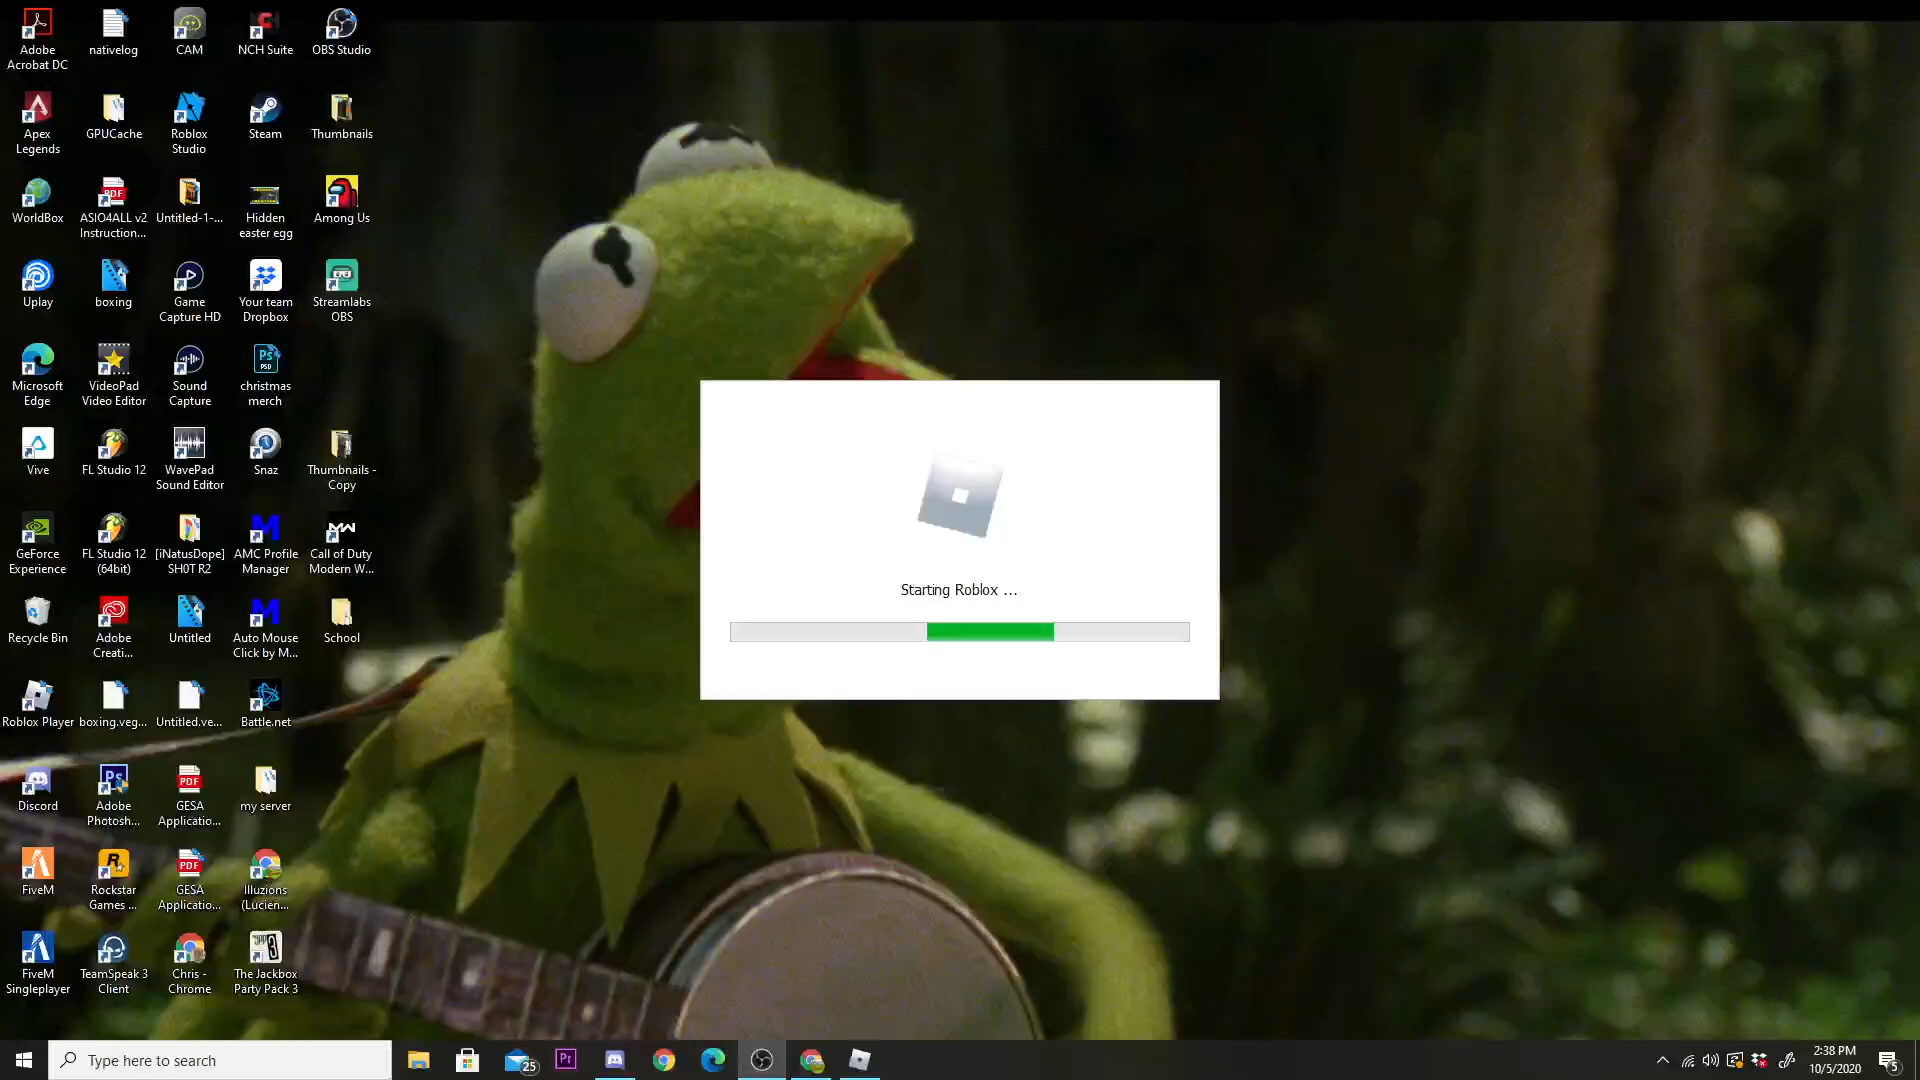 Adobe
Acrobat DC
nativelog
CAM
NCH Suite
OBS Studio
Apex
Legends
GPUCache
Roblox
Studio
Steam
Thumbnails
WorldBox
ASIO4ALL v2
Instruction...
Untitled-1-...
Hidden
easter egg
Among Us
Uplay
boxing
Game
Capture HD
Your team
Dropbox
Streamlabs
OBS
Microsoft
Edge
VideoPad
Video Editor
Sound
Capture
christmas
merch
Vive
FL Studio 12
WavePad
Sound Editor
Snaz
Thumbnails -
Copy
GeForce
Experience
FL Studio 12
(64bit)
[iNatusDope]
SH0T R2
AMC Profile
Manager
Call of Duty
Modern W...
Recycle Bin
Adobe
Creati...
Untitled
Auto Mouse
Click by M...
School
Roblox Player
boxing.veg...
Untitled.ve...
Battle.net
Discord
Adobe
Photosh...
GESA
Applicatio...
my server
FiveM
Rockstar
Games ...
GESA
Applicatio...
Illuzions
(Lucien...
FiveM
Singleplayer
TeamSpeak 3
Client
Chris -
Chrome
The Jackbox
Party Pack 3
Starting Roblox ...
Type here to search
25
Pr
2:38 PM
10/5/2020
5